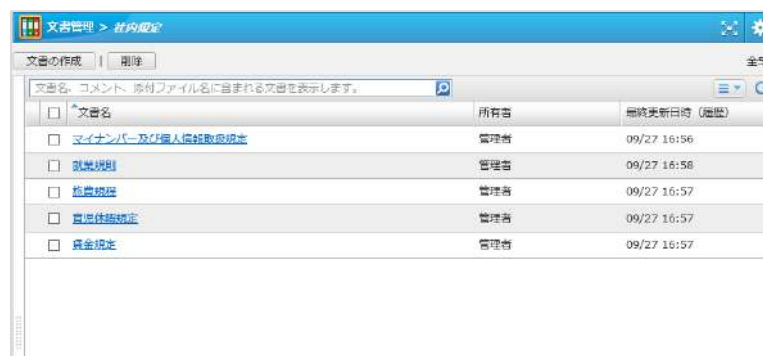 文書管理 > 社内規定
文書の作成 | 削除
文書名、コメント、添付ファイル名に含まれる文書を表示します。
文書名 所有者 最終更新日時 (履歴)
マイナンバー及び個人情報取扱規定 管理者 09/27 16:56
就業規則 管理者 09/27 16:58
旅費規程 管理者 09/27 16:57
育児休暇規定 管理者 09/27 16:57
賃金規定 管理者 09/27 16:57